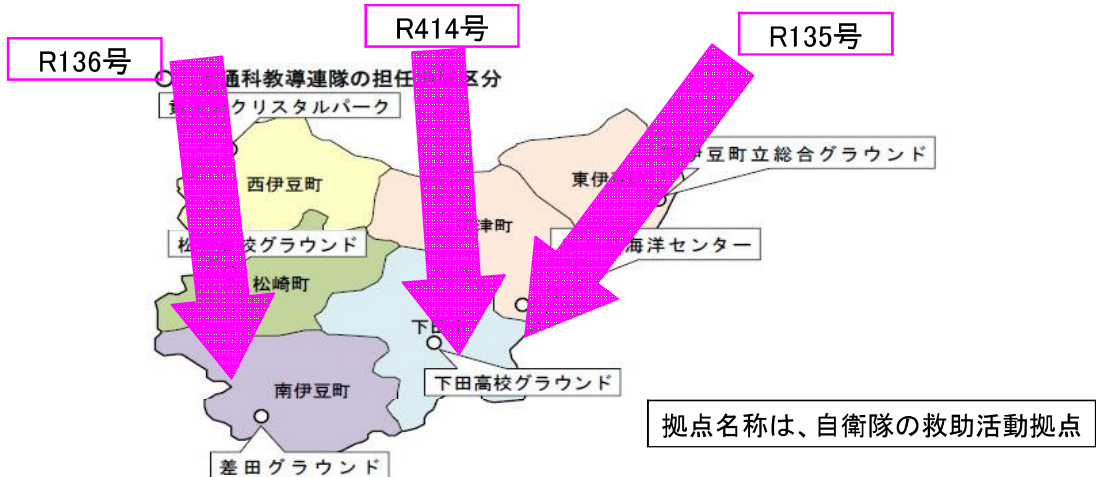 R414号
R135号
R136号
通科教導連隊の担任
区分
クリスタルパーク
伊豆町立総合グラウンド
西伊豆町
東伊
津町
松
校グラウンド
海洋センター
松崎町
下田
下田高校グラウンド
南伊豆町
拠点名称は、自衛隊の救助活動拠点
差田グラウンド